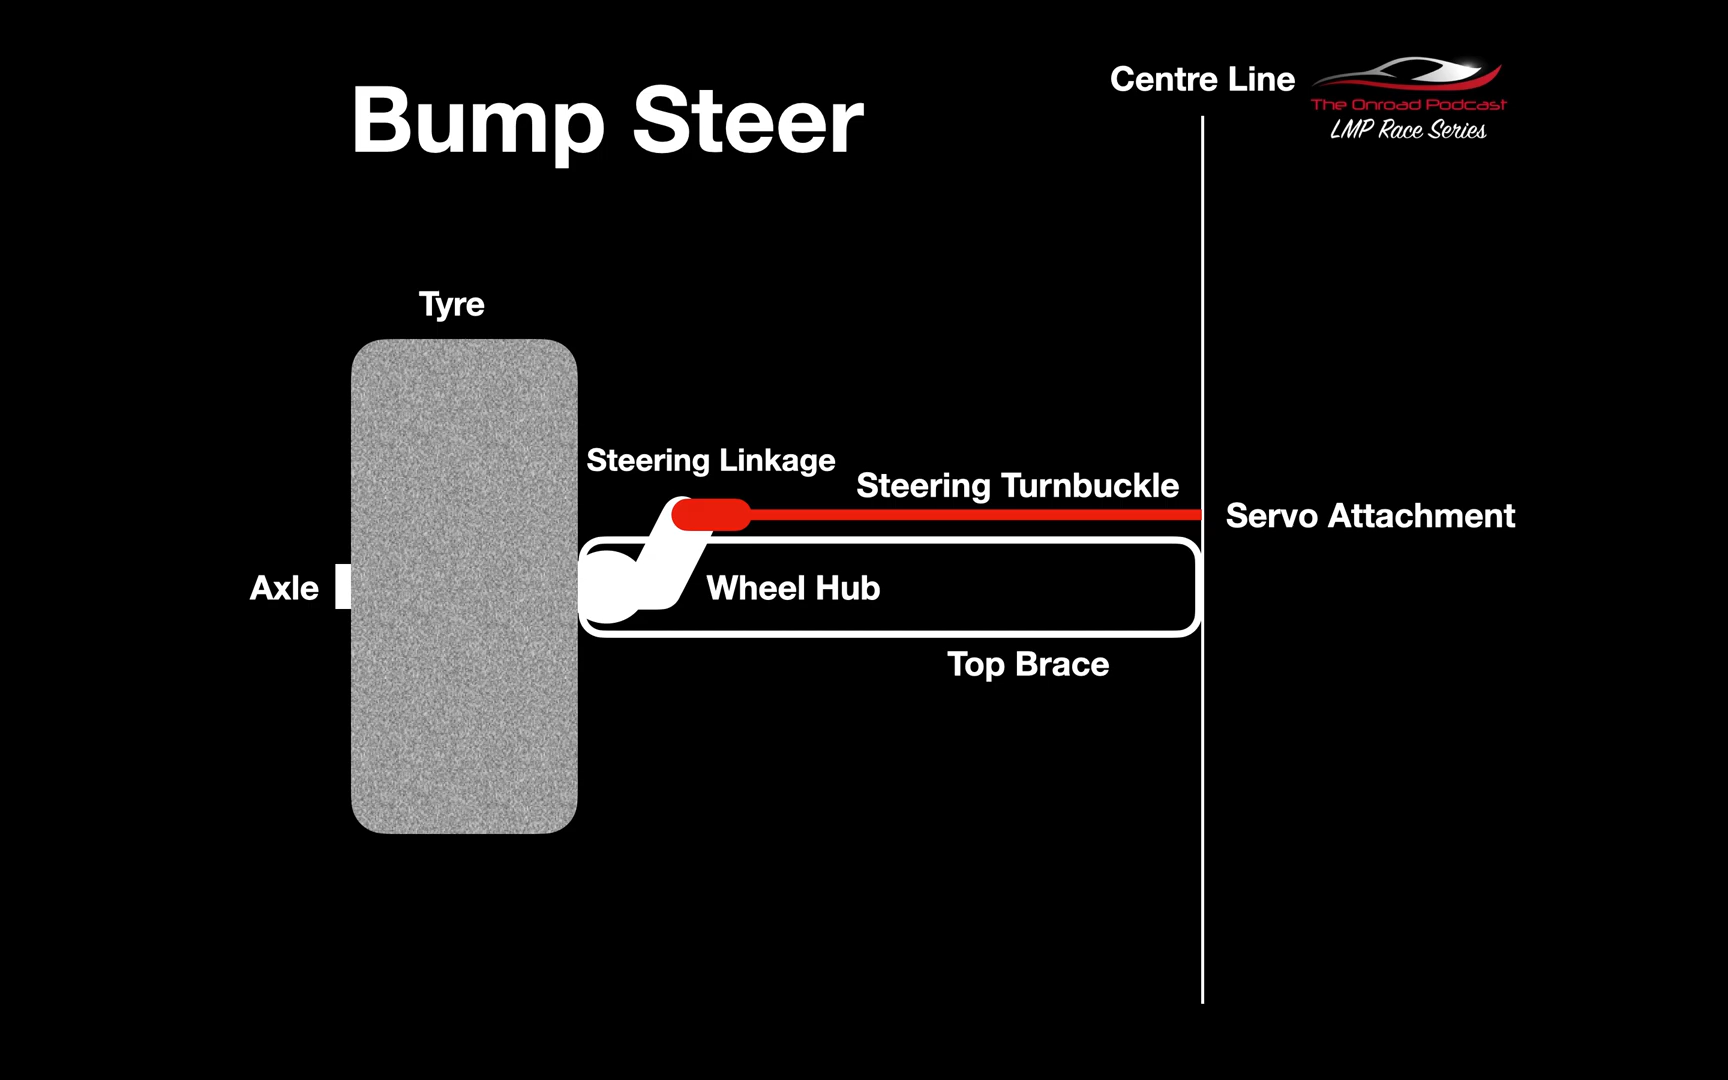 Bump Steer
Centre Line
The Onroad Podcast
LMP Race Series
Tyre
Steering Linkage
Steering Turnbuckle
Servo Attachment
Axle
Wheel Hub
Top Brace